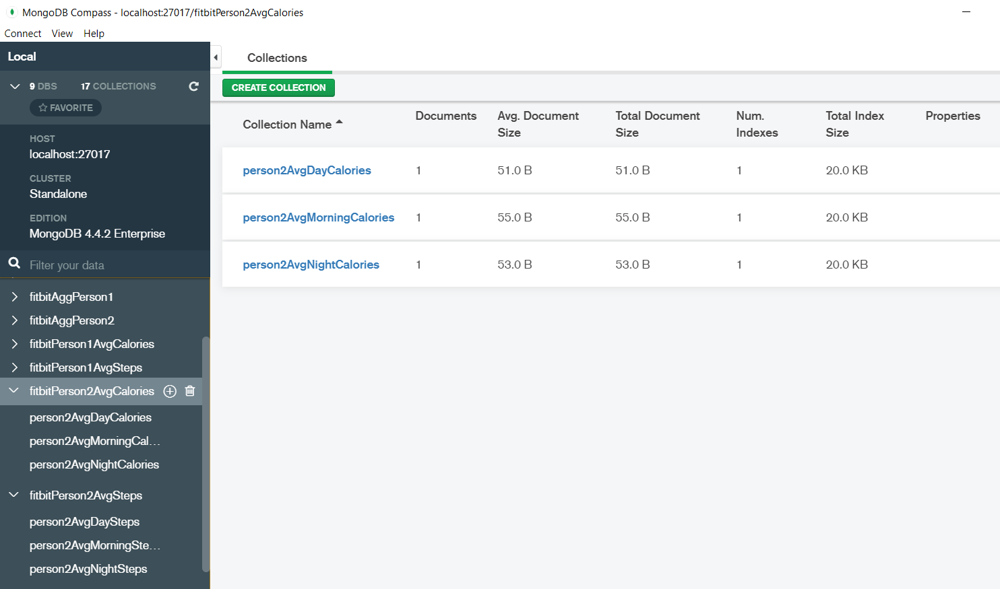 MongoDB Compass - localhost:27017/fitbitPerson2AvgCalories
Connect View Help
Local
9 DBS 17 COLLECTIONS
FAVORITE
HOST
localhost:27017
CLUSTER
Standalone
EDITION
MongoDB 4.4.2 Enterprise
Filter your data
fitbitAggPerson1
fitbitAggPerson2
fitbitPerson1AvgCalories
fitbitPerson1AvgSteps
fitbitPerson2AvgCalories
person2AvgDayCalories
person2AvgMorningCal...
person2AvgNightCalories
fitbitPerson2AvgSteps
person2AvgDaySteps
person2AvgMorningSte...
person2AvgNightSteps
Collections
CREATE COLLECTION
Collection Name Documents Avg. Document Size Total Document Size Num. Indexes Total Index Size Properties
person2AvgDayCalories 1 51.0 B 51.0 B 1 20.0 KB
person2AvgMorningCalories 1 55.0 B 55.0 B 1 20.0 KB
person2AvgNightCalories 1 53.0 B 53.0 B 1 20.0 KB